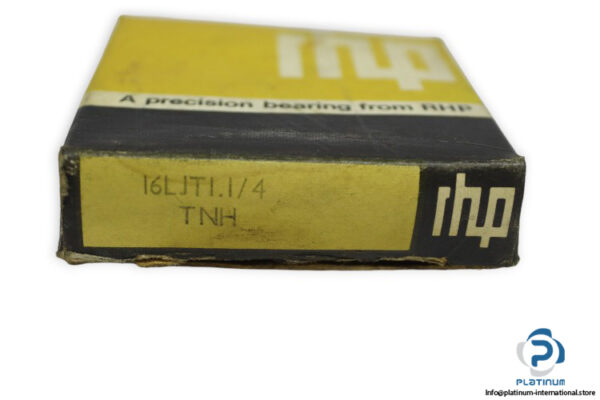 rhp
A precision bearing from RHP
16LJT1.1/4
TNH
rhp
PLATINUM
Info@platinum-international.store